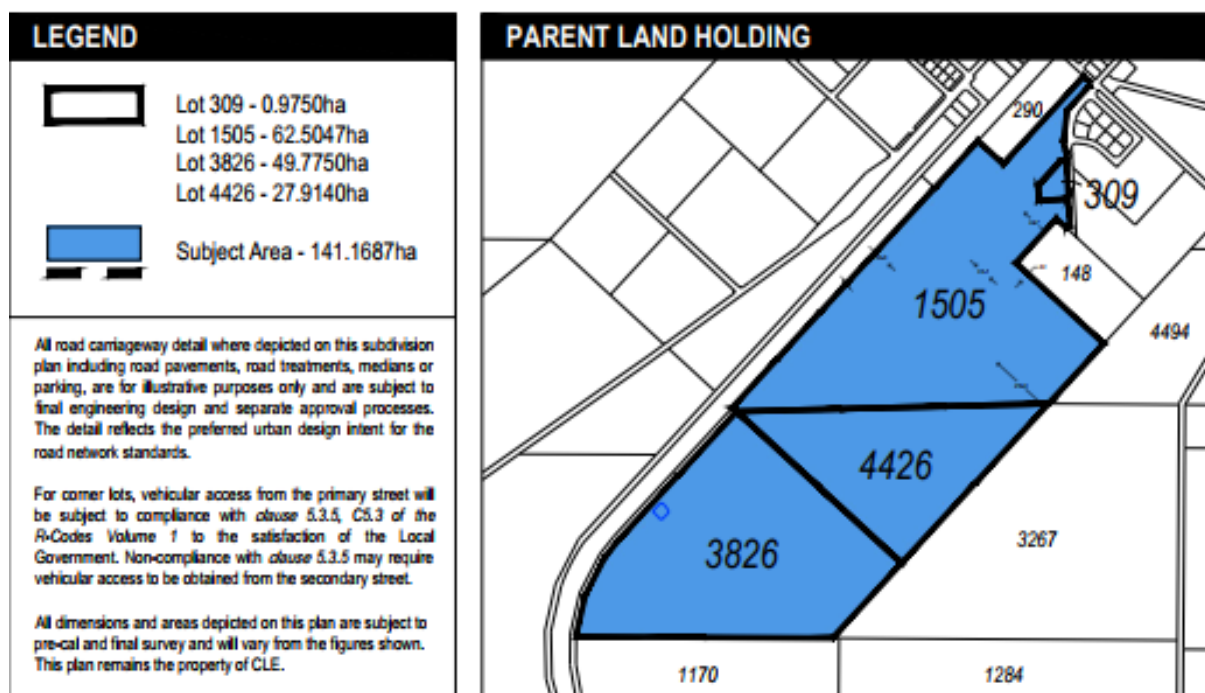 LEGEND
Lot 309 - 0.9750ha
Lot 1505 - 62.5047ha
Lot 3826 - 49.7750ha
Lot 4426 - 27.9140ha
Subject Area - 141.1687ha
All road carriageway detail where depicted on this subdivision
plan including road pavements, road treatments, medians or
parking, are for illustrative purposes only and are subject to
final engineering design and separate approval processes.
The detail reflects the preferred urban design intent for the
road network standards.
For corner lots, vehicular access from the primary street will
be subject to compliance with clause 5.3.5, C5.3 of the
R-Codes Volume 1 to the satisfaction of the Local
Government. Non-compliance with clause 5.3.5 may require
vehicular access to be obtained from the secondary street.
All dimensions and areas depicted on this plan are subject to
pre-cal and final survey and will vary from the figures shown.
This plan remains the property of CLE.
PARENT LAND HOLDING
290
309
148
1505
4494
4426
3267
3826
1170
1284